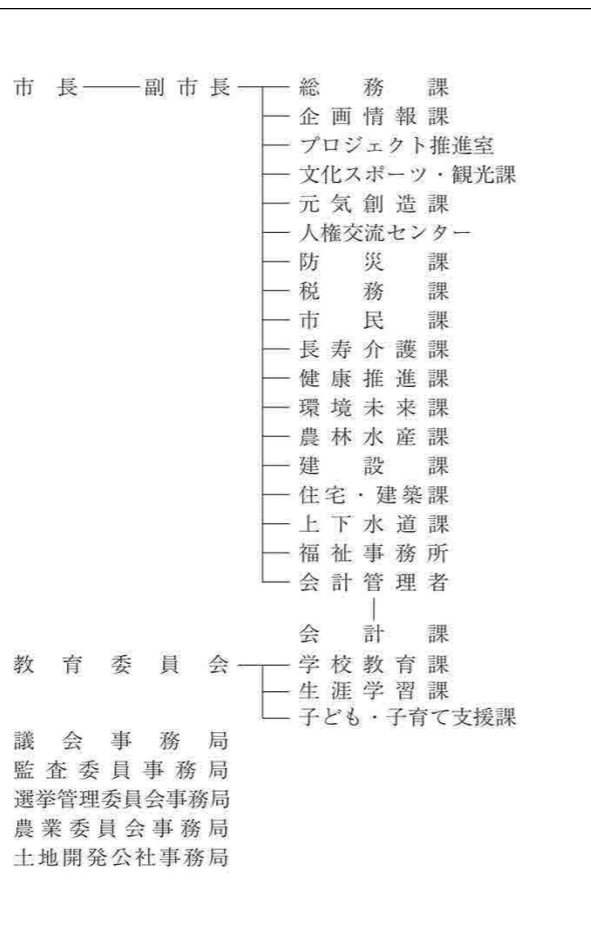 市長 副市長 総務課
企画情報課
プロジェクト推進室
文化スポーツ・観光課
元気創造課
人権交流センター
防災課
税務課
市民課
長寿介護課
健康推進課
環境未来課
農林水産課
建設課
住宅・建築課
上下水道課
福祉事務所
会計管理者
会計課
教育委員会 学校教育課
生涯学習課
子ども・子育て支援課
議会事務局
監査委員事務局
選挙管理委員会事務局
農業委員会事務局
土地開発公社事務局